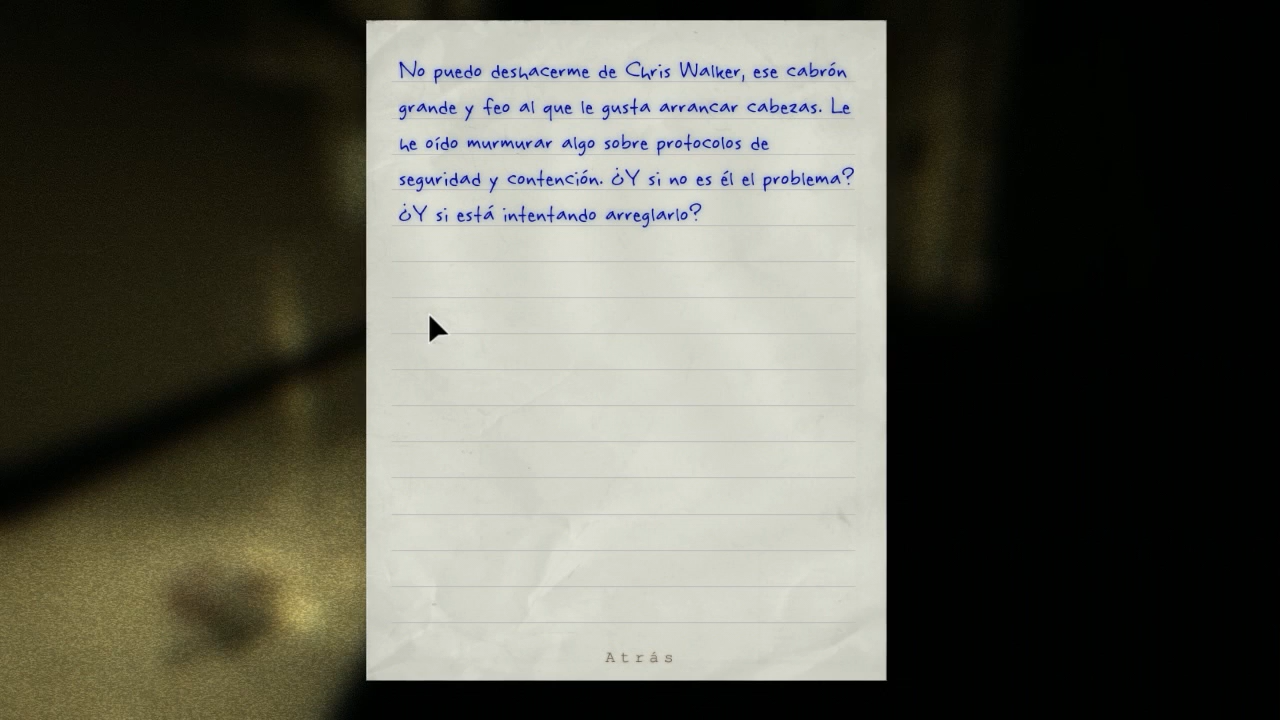 No puedo deshacerme de Chris Walker, ese cabrón
grande y feo al que le gusta arrancar cabezas. Le
he oído murmurar algo sobre protocolos de
seguridad y contención. ¿Y si no es él el problema?
¿Y si está intentando arreglarlo?
Atrás